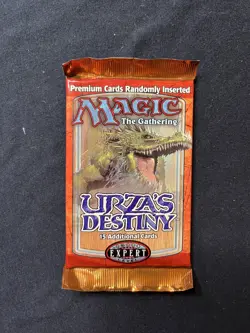 Premium Cards Randomly Inserted
MAGIC
The Gathering
URZA'S
DESTINY
15 Additional Cards
EXPERT